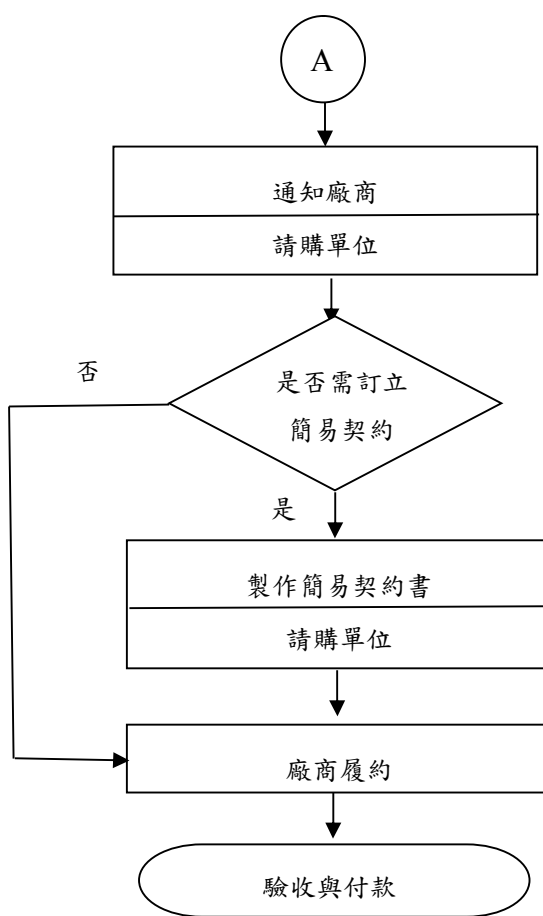 A
通知廠商
請購單位
否
是否需訂立
簡易契約
是
製作簡易契約書
請購單位
廠商履約
驗收與付款